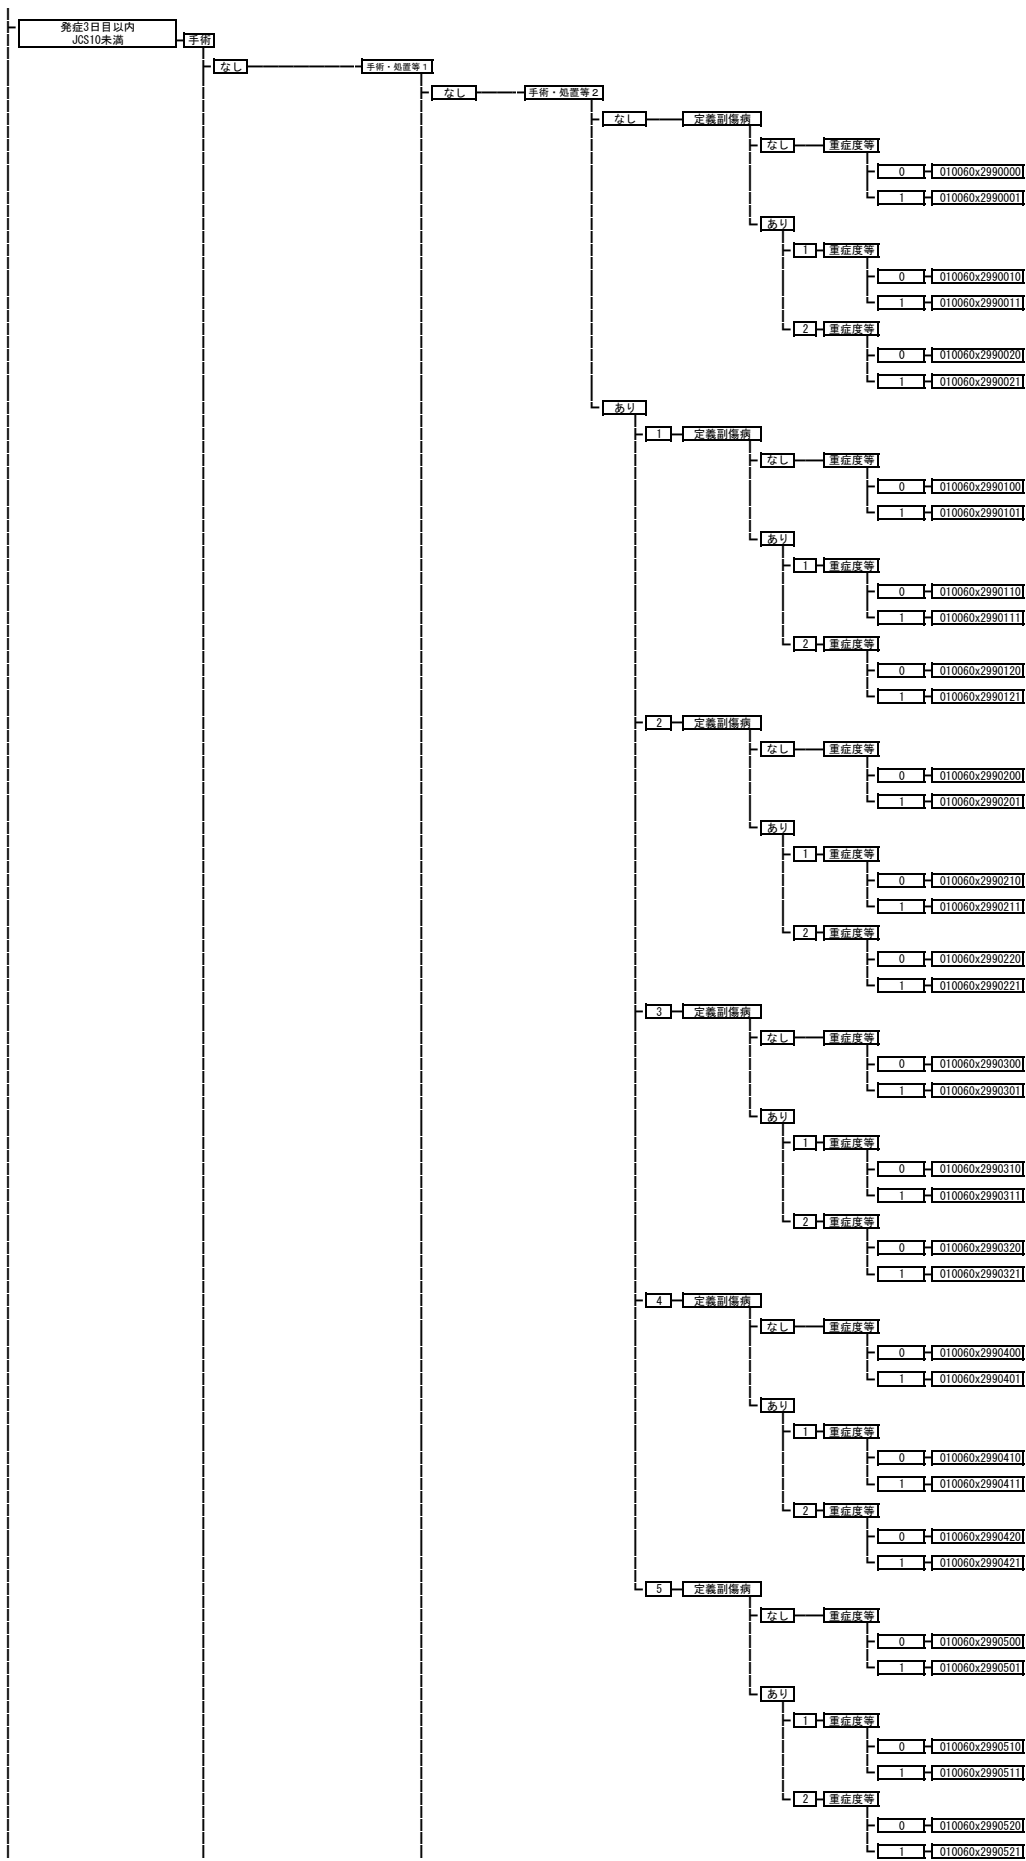 発症3日目以内
JCS10未満
手術
なし 手術・処置等1
なし 手術・処置等2
なし 定義副傷病
なし 重症度等
0 010060x2990000
1 010060x2990001
あり
1 重症度等
0 010060x2990010
1 010060x2990011
2 重症度等
0 010060x2990020
1 010060x2990021
あり
1 定義副傷病
なし 重症度等
0 010060x2990100
1 010060x2990101
あり
1 重症度等
0 010060x2990110
1 010060x2990111
2 重症度等
0 010060x2990120
1 010060x2990121
2 定義副傷病
なし 重症度等
0 010060x2990200
1 010060x2990201
あり
1 重症度等
0 010060x2990210
1 010060x2990211
2 重症度等
0 010060x2990220
1 010060x2990221
3 定義副傷病
なし 重症度等
0 010060x2990300
1 010060x2990301
あり
1 重症度等
0 010060x2990310
1 010060x2990311
2 重症度等
0 010060x2990320
1 010060x2990321
4 定義副傷病
なし 重症度等
0 010060x2990400
1 010060x2990401
あり
1 重症度等
0 010060x2990410
1 010060x2990411
2 重症度等
0 010060x2990420
1 010060x2990421
5 定義副傷病
なし 重症度等
0 010060x2990500
1 010060x2990501
あり
1 重症度等
0 010060x2990510
1 010060x2990511
2 重症度等
0 010060x2990520
1 010060x2990521